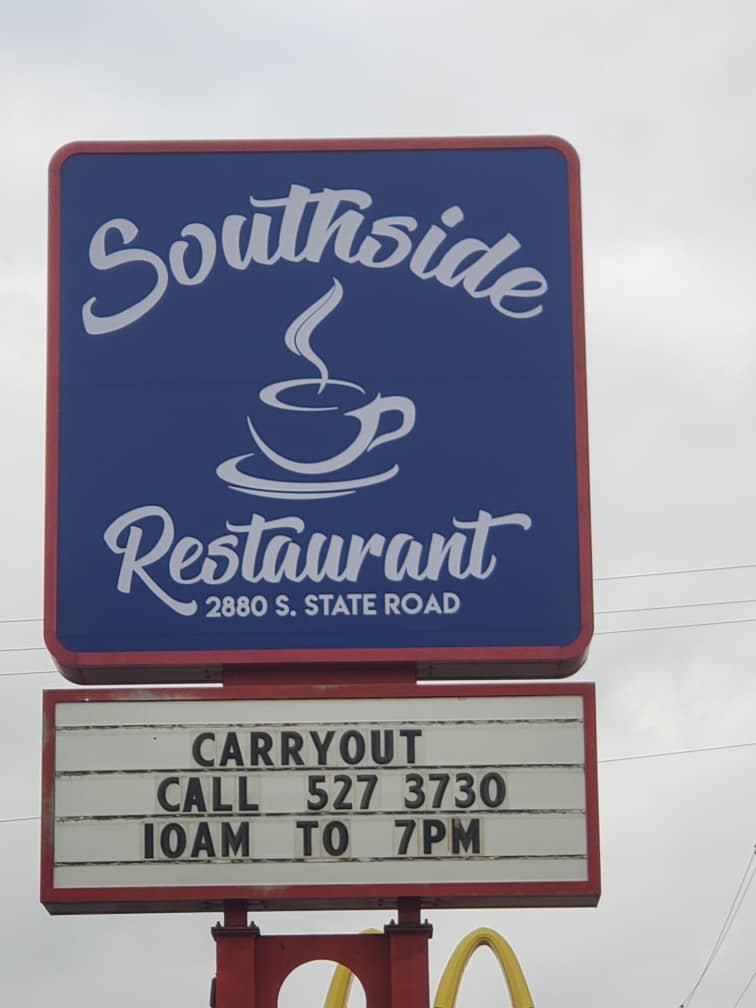 Southside
Restaurant
2880 S. STATE ROAD
CARRYOUT
CALL 527 3730
10AM TO 7PM